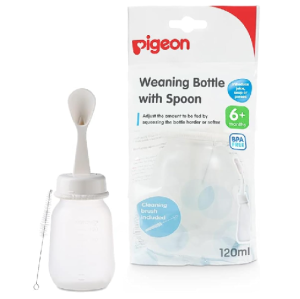 pigeon
Weaning Bottle
with Spoon
Adjust the amount to be fed by
squeezing the bottle harder or softer
6+
Months
BPA
FREE
Cleaning
brush
included
120ml